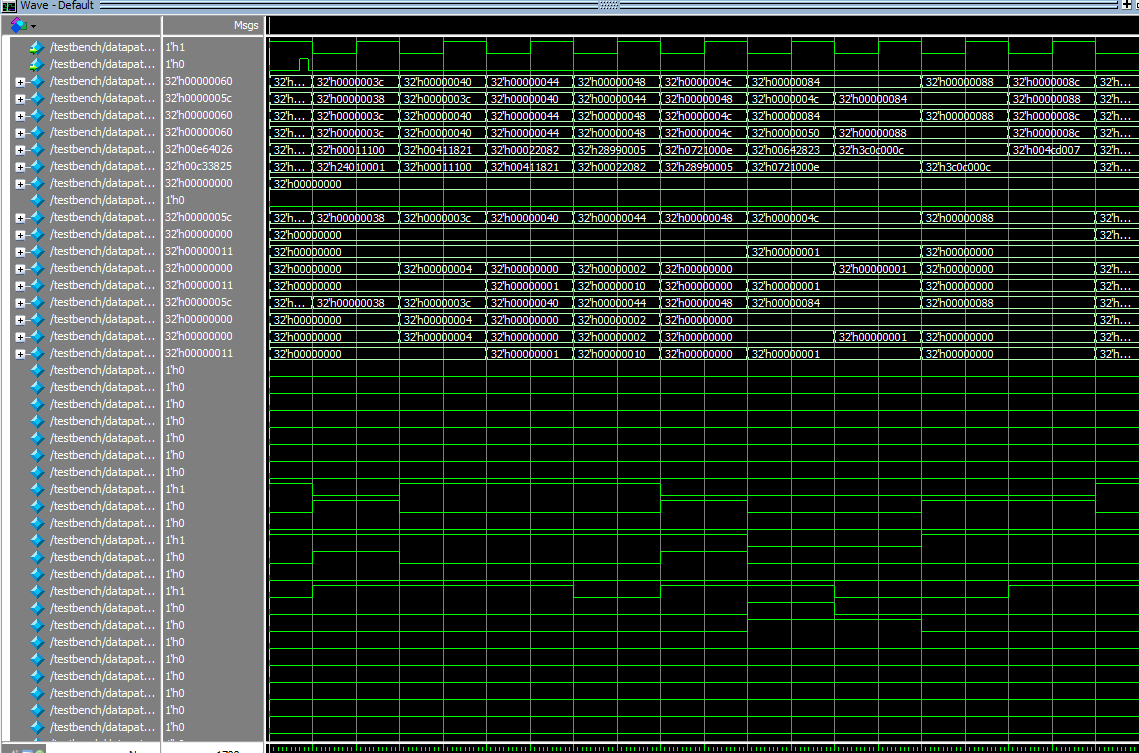 Wave - Default
Msgs
/testbench/datapat... 1'h1
/testbench/datapat... 1'h0
/testbench/datapat... 32'h00000060 32'h... 32'h0000003c 32'h00000040 32'h00000044 32'h00000048 32'h0000004c 32'h00000084 32'h00000088 32'h0000008c 32'h...
/testbench/datapat... 32'h0000005c 32'h... 32'h00000038 32'h0000003c 32'h00000040 32'h00000044 32'h00000048 32'h0000004c 32'h00000084 32'h00000088 32'h...
/testbench/datapat... 32'h00000060 32'h... 32'h0000003c 32'h00000040 32'h00000044 32'h00000048 32'h0000004c 32'h00000084 32'h00000088 32'h0000008c 32'h...
/testbench/datapat... 32'h00000060 32'h... 32'h0000003c 32'h00000040 32'h00000044 32'h00000048 32'h0000004c 32'h00000050 32'h00000088 32'h0000008c 32'h...
/testbench/datapat... 32'h00e64026 32'h... 32'h00011100 32'h00411821 32'h00022082 32'h28990005 32'h0721000e 32'h00642823 32'h3c0c000c 32'h004cd007 32'h...
/testbench/datapat... 32'h00c33825 32'h... 32'h24010001 32'h00011100 32'h00411821 32'h00022082 32'h28990005 32'h0721000e 32'h3c0c000c 32'h...
/testbench/datapat... 32'h00000000 32'h00000000
/testbench/datapat... 1'h0
/testbench/datapat... 32'h0000005c 32'h... 32'h00000038 32'h0000003c 32'h00000040 32'h00000044 32'h00000048 32'h0000004c 32'h00000088 32'h...
/testbench/datapat... 32'h00000000 32'h00000000 32'h...
/testbench/datapat... 32'h00000011 32'h00000000 32'h00000001 32'h00000000
/testbench/datapat... 32'h00000000 32'h00000000 32'h00000004 32'h00000000 32'h00000002 32'h00000000 32'h00000001 32'h00000000 32'h...
/testbench/datapat... 32'h00000011 32'h00000000 32'h00000001 32'h00000010 32'h00000000 32'h00000001 32'h00000000 32'h...
/testbench/datapat... 32'h0000005c 32'h... 32'h00000038 32'h0000003c 32'h00000040 32'h00000044 32'h00000048 32'h00000084 32'h00000088 32'h...
/testbench/datapat... 32'h00000000 32'h00000000 32'h00000004 32'h00000000 32'h00000002 32'h00000000 32'h...
/testbench/datapat... 32'h00000000 32'h00000000 32'h00000004 32'h00000000 32'h00000002 32'h00000000 32'h00000001 32'h00000000 32'h...
/testbench/datapat... 32'h00000011 32'h00000000 32'h00000001 32'h00000010 32'h00000000 32'h00000001 32'h00000000 32'h...
/testbench/datapat... 1'h0
/testbench/datapat... 1'h0
/testbench/datapat... 1'h0
/testbench/datapat... 1'h0
/testbench/datapat... 1'h0
/testbench/datapat... 1'h0
/testbench/datapat... 1'h0
/testbench/datapat... 1'h1
/testbench/datapat... 1'h0
/testbench/datapat... 1'h0
/testbench/datapat... 1'h1
/testbench/datapat... 1'h0
/testbench/datapat... 1'h0
/testbench/datapat... 1'h1
/testbench/datapat... 1'h0
/testbench/datapat... 1'h0
/testbench/datapat... 1'h0
/testbench/datapat... 1'h0
/testbench/datapat... 1'h0
/testbench/datapat... 1'h0
/testbench/datapat... 1'h0